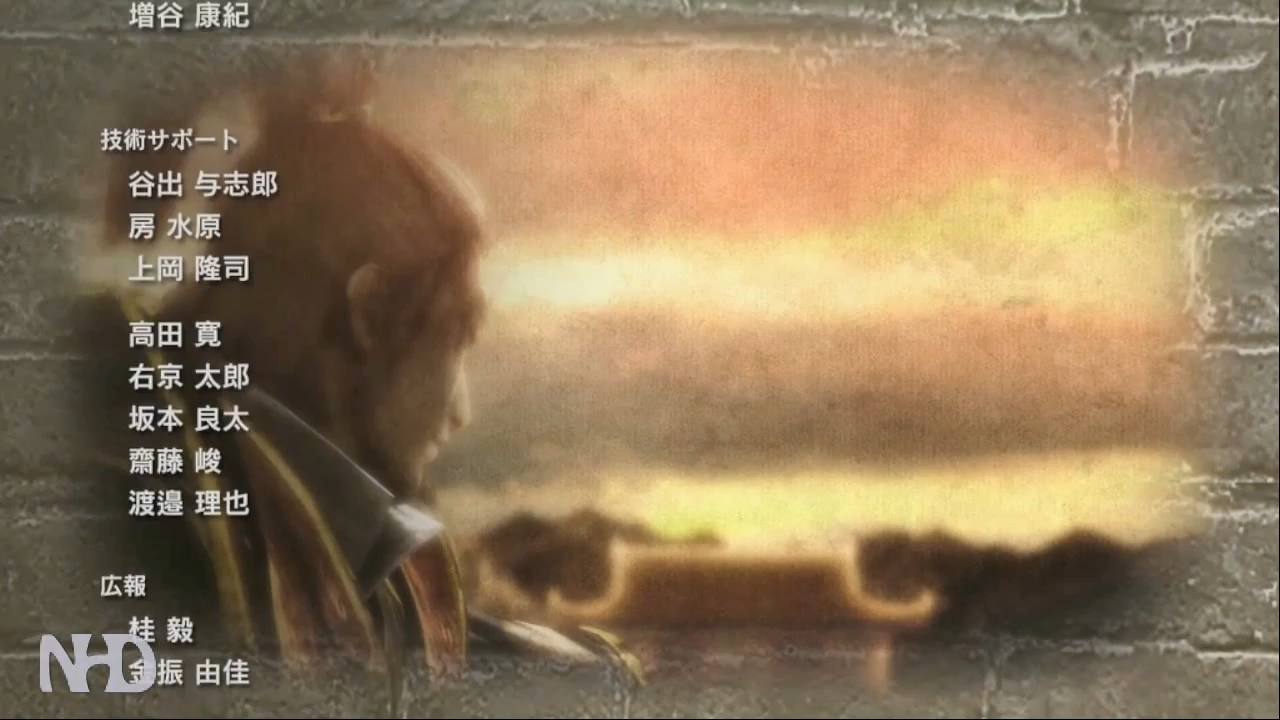 増谷 康紀
技術サポート
谷出 与志郎
房 水原
上岡 隆司
高田 寛
右京 太郎
坂本 良太
齋藤 峻
渡邉 理也
広報
桂 毅
金振 由佳
NHD